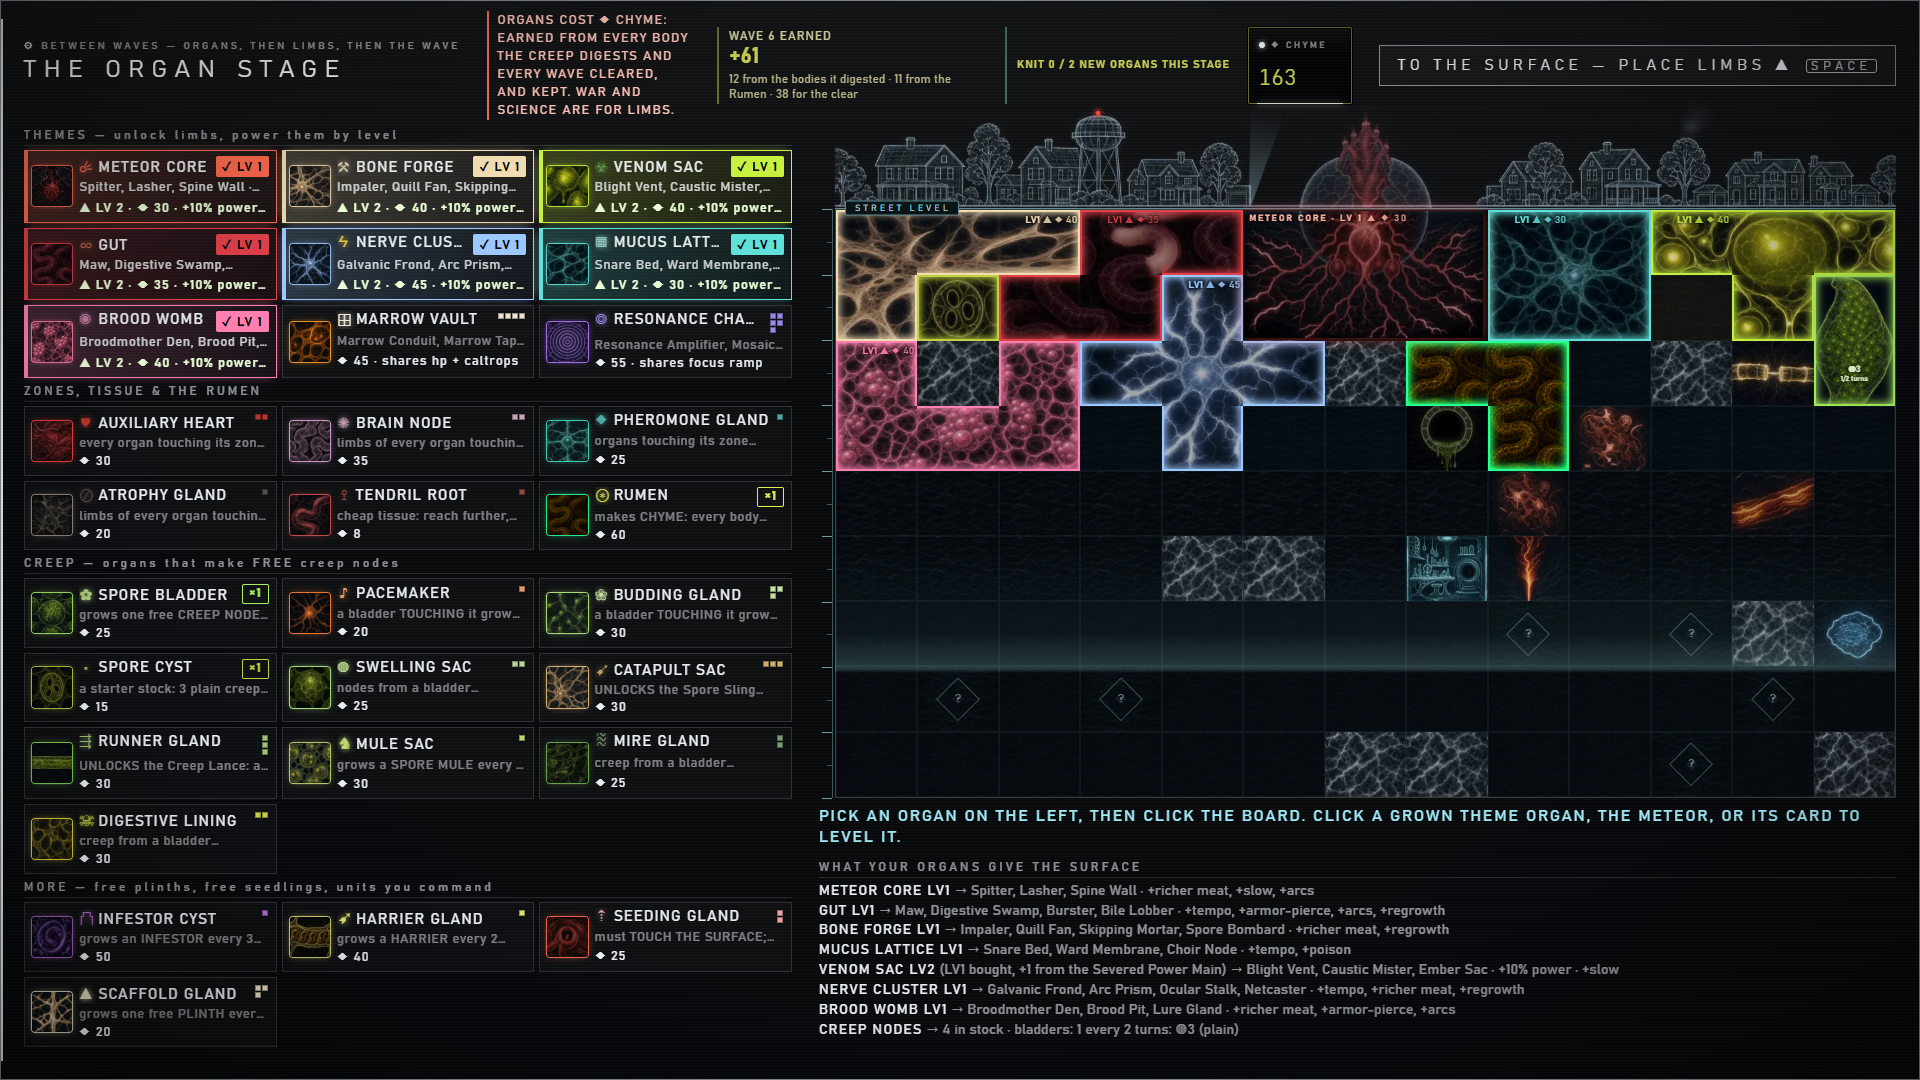 BETWEEN WAVES — ORGANS, THEN LIMBS, THEN THE WAVE
THE ORGAN STAGE
ORGANS COST ◆ CHYME:
EARNED FROM EVERY BODY
THE CREEP DIGESTS AND
EVERY WAVE CLEARED,
AND KEPT. WAR AND
SCIENCE ARE FOR LIMBS.
WAVE 6 EARNED
+61
12 from the bodies it digested · 11 from the
Rumen · 38 for the clear
KNIT 0 / 2 NEW ORGANS THIS STAGE
◆ CHYME
163
TO THE SURFACE — PLACE LIMBS ▲ SPACE
THEMES — unlock limbs, power them by level
METEOR CORE ✓ LV 1
Spitter, Lasher, Spine Wall -…
▲ LV 2 · ◆ 30 · +10% power…
BONE FORGE ✓ LV 1
Impaler, Quill Fan, Skipping…
▲ LV 2 · ◆ 40 · +10% power…
VENOM SAC ✓ LV 1
Blight Vent, Caustic Mister,…
▲ LV 2 · ◆ 40 · +10% power…
GUT ✓ LV 1
Maw, Digestive Swamp,…
▲ LV 2 · ◆ 35 · +10% power…
NERVE CLUS… ✓ LV 1
Galvanic Frond, Arc Prism,…
▲ LV 2 · ◆ 45 · +10% power…
MUCUS LATT… ✓ LV 1
Snare Bed, Ward Membrane,…
▲ LV 2 · ◆ 30 · +10% power…
BROOD WOMB ✓ LV 1
Broodmother Den, Brood Pit,…
▲ LV 2 · ◆ 40 · +10% power…
MARROW VAULT
Marrow Conduit, Marrow Tap…
◆ 45 · shares hp + caltrops
RESONANCE CHA…
Resonance Amplifier, Mosaic…
◆ 55 · shares focus ramp
ZONES, TISSUE & THE RUMEN
AUXILIARY HEART
every organ touching its zon…
◆ 30
BRAIN NODE
limbs of every organ touchin…
◆ 35
PHEROMONE GLAND
organs touching its zone…
◆ 25
ATROPHY GLAND
limbs of every organ touchin…
◆ 20
TENDRIL ROOT
cheap tissue: reach further,…
◆ 8
RUMEN ×1
makes CHYME: every body…
◆ 60
CREEP — organs that make FREE creep nodes
SPORE BLADDER ×1
grows one free CREEP NODE…
◆ 25
PACEMAKER
a bladder TOUCHING it grow…
◆ 20
BUDDING GLAND
a bladder TOUCHING it grow…
◆ 30
SPORE CYST ×1
a starter stock: 3 plain creep…
◆ 15
SWELLING SAC
nodes from a bladder…
◆ 25
CATAPULT SAC
UNLOCKS the Spore Sling…
◆ 30
RUNNER GLAND
UNLOCKS the Creep Lance: a…
◆ 30
MULE SAC
grows a SPORE MULE every …
◆ 30
MIRE GLAND
creep from a bladder…
◆ 25
DIGESTIVE LINING
creep from a bladder…
◆ 30
MORE — free plinths, free seedlings, units you command
INFESTOR CYST
grows an INFESTOR every 3…
◆ 50
HARRIER GLAND
grows a HARRIER every 2…
◆ 40
SEEDING GLAND
must TOUCH THE SURFACE;…
◆ 25
SCAFFOLD GLAND
grows one free PLINTH ever…
◆ 20
STREET LEVEL
LV1 ▲ ◆ 40
LV1 ▲ ◆ 35
METEOR CORE · LV 1 ▲ ◆ 30
LV1 ▲ ◆ 30
LV1 ▲ ◆ 40
LV1 ▲ ◆ 45
LV1 ▲ ◆ 40
3
1/2 turns
?
?
?
?
?
?
PICK AN ORGAN ON THE LEFT, THEN CLICK THE BOARD. CLICK A GROWN THEME ORGAN, THE METEOR, OR ITS CARD TO
LEVEL IT.
WHAT YOUR ORGANS GIVE THE SURFACE
METEOR CORE LV1 → Spitter, Lasher, Spine Wall · +richer meat, +slow, +arcs
GUT LV1 → Maw, Digestive Swamp, Burster, Bile Lobber · +tempo, +armor-pierce, +arcs, +regrowth
BONE FORGE LV1 → Impaler, Quill Fan, Skipping Mortar, Spore Bombard · +richer meat, +regrowth
MUCUS LATTICE LV1 → Snare Bed, Ward Membrane, Choir Node · +tempo, +poison
VENOM SAC LV2 (LV1 bought, +1 from the Severed Power Main) → Blight Vent, Caustic Mister, Ember Sac · +10% power · +slow
NERVE CLUSTER LV1 → Galvanic Frond, Arc Prism, Ocular Stalk, Netcaster · +tempo, +richer meat, +regrowth
BROOD WOMB LV1 → Broodmother Den, Brood Pit, Lure Gland · +richer meat, +armor-pierce, +arcs
CREEP NODES → 4 in stock · bladders: 1 every 2 turns: 3 (plain)